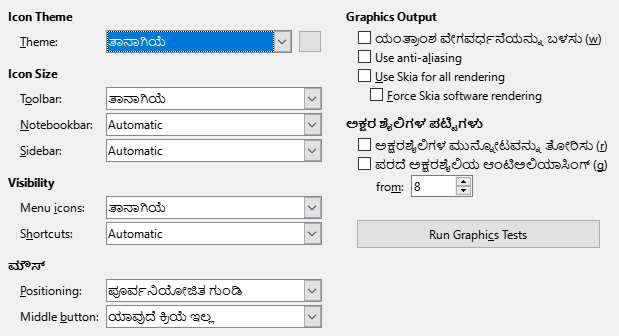 Icon Theme
Theme: ತಾನಾಗಿಯೆ
Icon Size
Toolbar: ತಾನಾಗಿಯೆ
Notebookbar: Automatic
Sidebar: Automatic
Visibility
Menu icons: ತಾನಾಗಿಯೆ
Shortcuts: Automatic
ಮೌಸ್
Positioning: ಪೂರ್ವನಿಯೋಜಿತ ಗುಂಡಿ
Middle button: ಯಾವುದೆ ಕ್ರಿಯೆ ಇಲ್ಲ
Graphics Output
ಯಂತ್ರಾಂಶ ವೇಗವರ್ಧನೆಯನ್ನು ಬಳಸು (w)
Use anti-aliasing
Use Skia for all rendering
Force Skia software rendering
ಅಕ್ಷರ ಶೈಲಿಗಳ ಪಟ್ಟಿಗಳು
ಅಕ್ಷರಶೈಲಿಗಳ ಮುನ್ನೋಟವನ್ನು ತೋರಿಸು (r)
ಪರದೆ ಅಕ್ಷರಶೈಲಿಯ ಆಂಟಿಅಲಿಯಾಸಿಂಗ್ (g)
from: 8
Run Graphics Tests